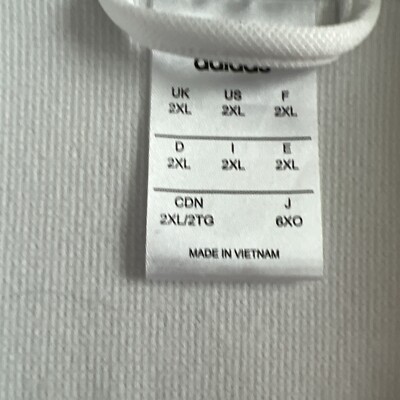 adidas
UK US F
2XL 2XL 2XL
D I E
2XL 2XL 2XL
CDN J
2XL/2TG 6XO
MADE IN VIETNAM